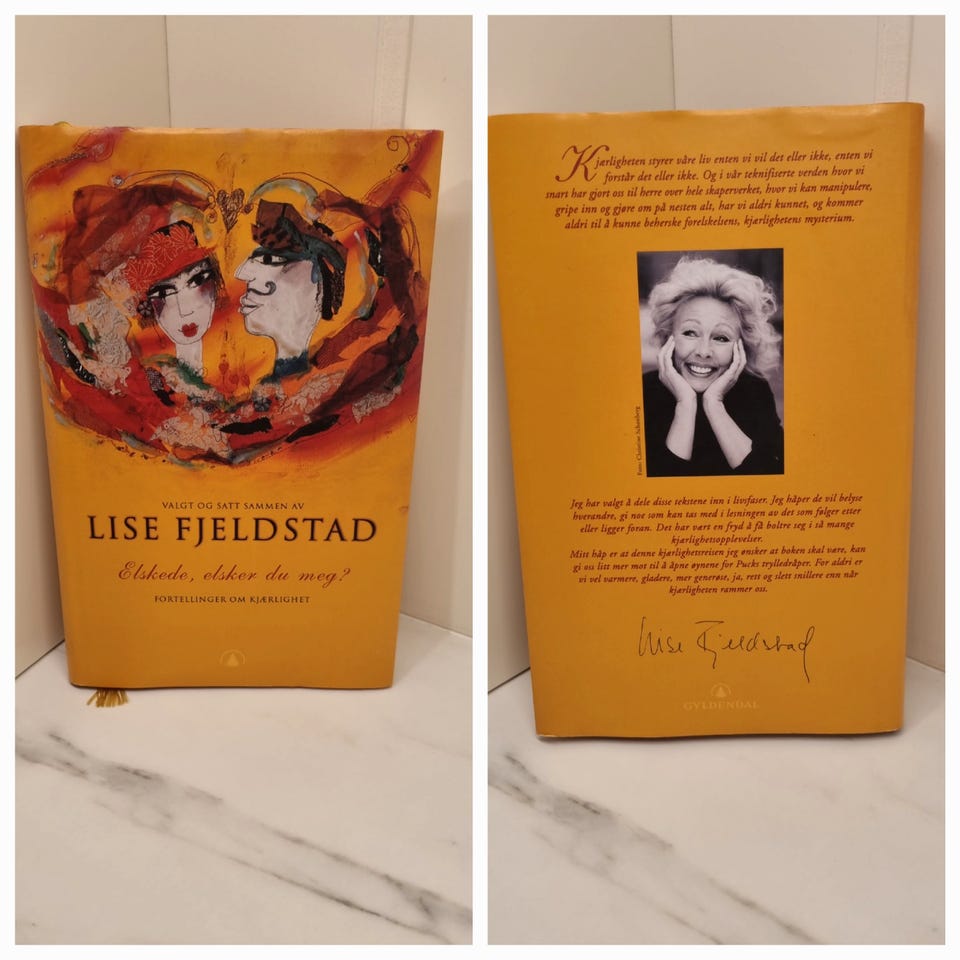 VALGT OG SATT SAMMEN AV
LISE FJELDSTAD
Elskede, elsker du meg?
FORTELLINGER OM KJÆRLIGHET
Kjærligheten styrer våre liv enten vi vil det eller ikke, enten vi
forstår det eller ikke. Og i vår teknifiserte verden hvor vi
snart har gjort oss til herre over hele skaperverket, hvor vi kan manipulere,
gripe inn og gjøre om på nesten alt, har vi aldri kunnet, og kommer
aldri til å kunne beherske forelskelsens, kjærlighetens mysterium.
Foto: Christine Schauberg
Jeg har valgt å dele disse tekstene inn i livsfaser. Jeg håper de vil belyse
hverandre, gi noe som kan tas med i lesningen av det som følger etter
eller ligger foran. Det har vært en fryd å få boltre seg i så mange
kjærlighetsopplevelser.
Mitt håp er at denne kjærlighetsreisen jeg ønsker at boken skal være, kan
gi oss litt mer mot til å åpne øynene for Pucks trylledråper. For aldri er
vi vel varmere, gladere, mer generøse, ja, rett og slett snillere enn når
kjærligheten rammer oss.
Lise Fjeldstad
GYLDENDAL